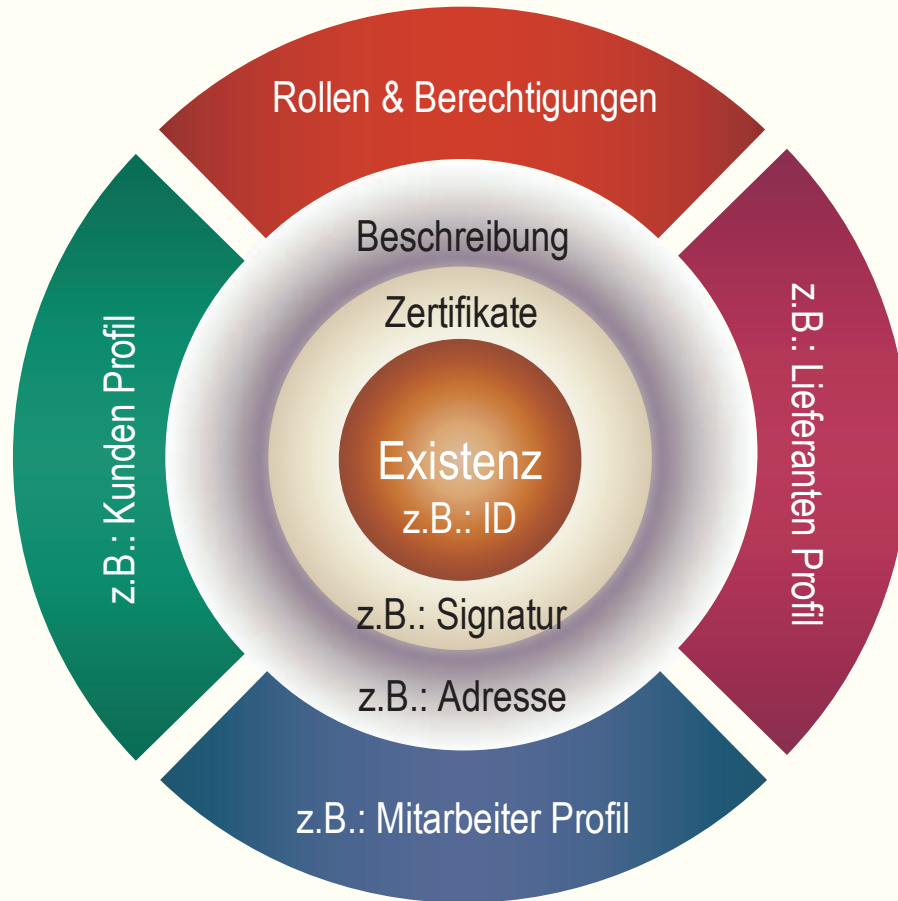 Rollen & Berechtigungen
Beschreibung
Zertifikate
Existenz
z.B.: ID
z.B.: Signatur
z.B.: Adresse
z.B.: Kunden Profil
z.B.: Lieferanten Profil
z.B.: Mitarbeiter Profil